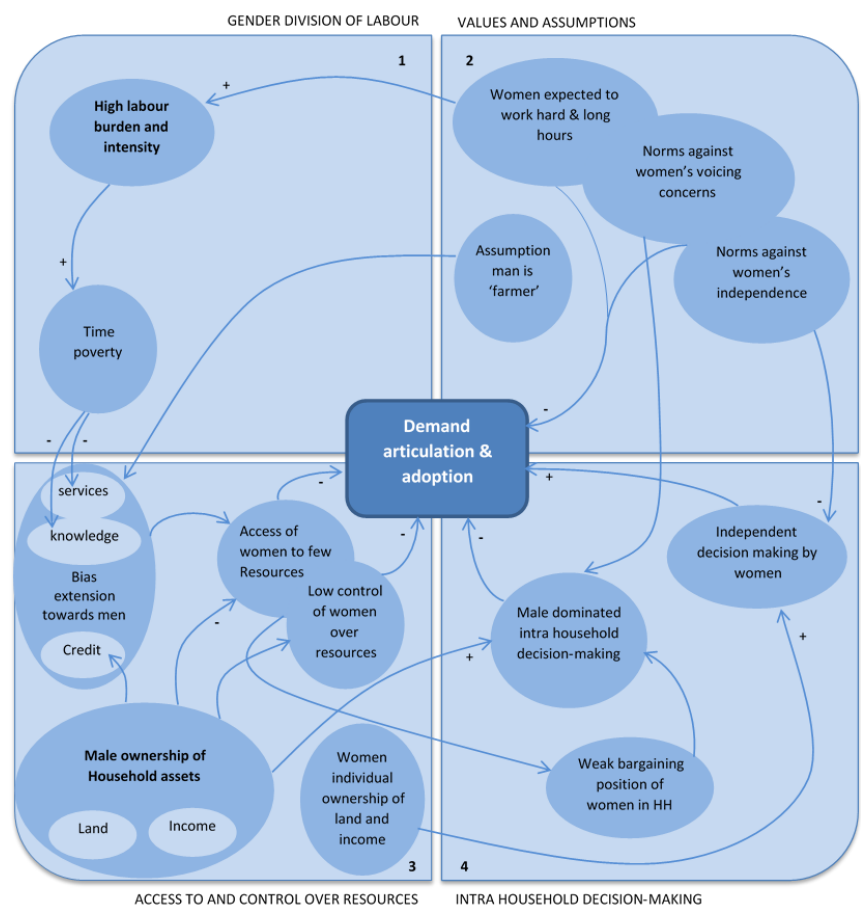 GENDER DIVISION OF LABOUR
VALUES AND ASSUMPTIONS
1
2
+
High labour
burden and
intensity
Women expected to
work hard & long
hours
Norms against
women’s voicing
concerns
+
Assumption
man is
‘farmer’
Norms against
women’s
independence
Time
poverty
-
-
-
Demand
articulation &
adoption
services
knowledge
Bias
extension
towards men
Credit
-
Access of
women to few
Resources
-
Low control
of women
over
resources
-
-
+
-
Independent
decision making by
women
Male dominated
intra household
decision-making
+
+
Male ownership of
Household assets
Land
Income
Women
individual
ownership of
land and
income
Weak bargaining
position of
women in HH
3
4
ACCESS TO AND CONTROL OVER RESOURCES
INTRA HOUSEHOLD DECISION-MAKING